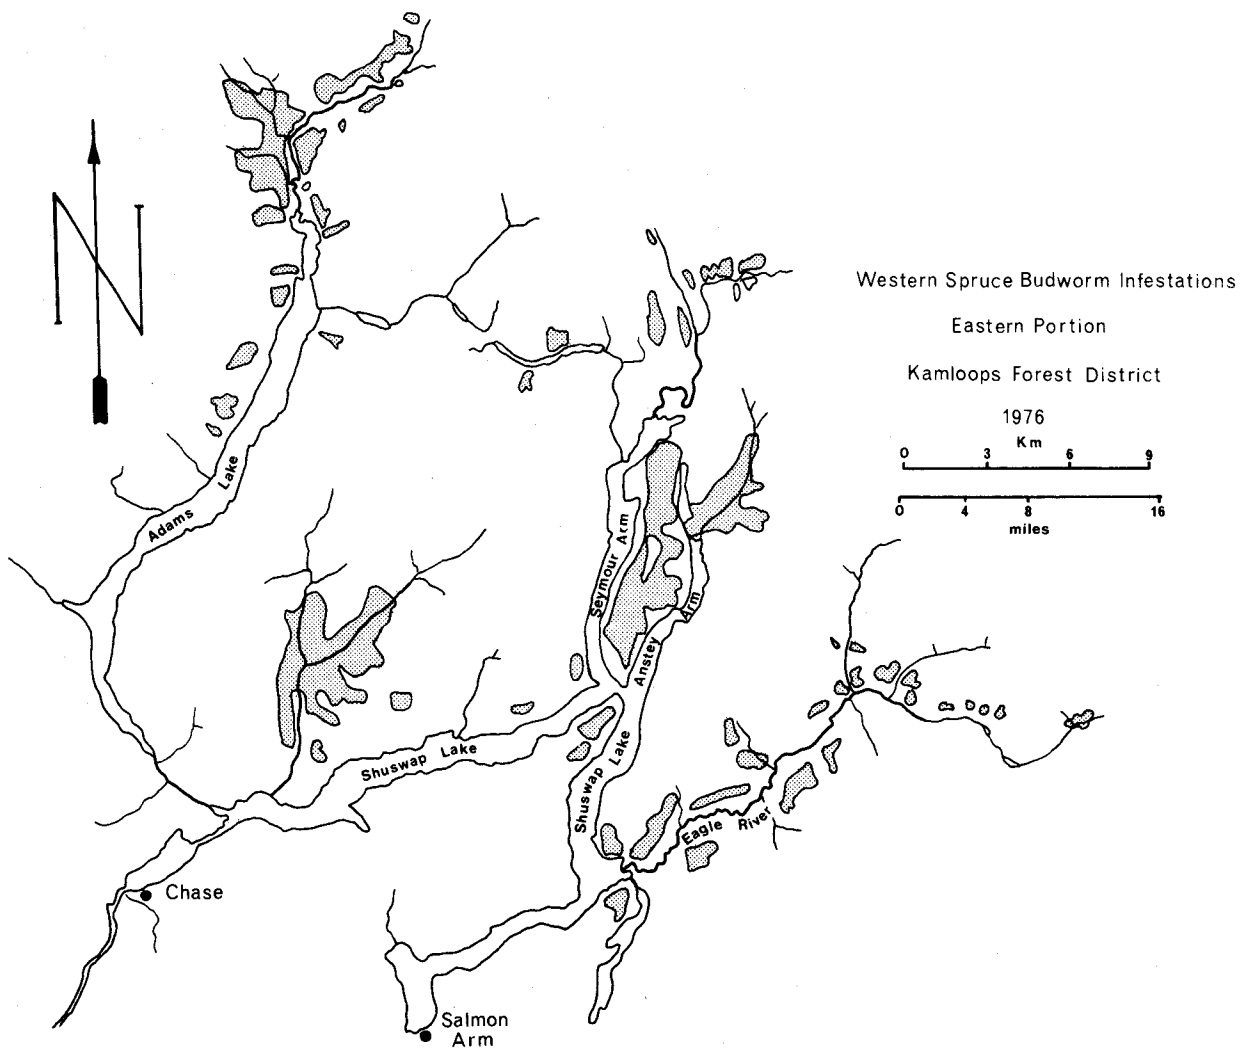 N
Western Spruce Budworm Infestations
Eastern Portion
Kamloops Forest District
1976
Km
0 3 6 9
0 4 8 16
miles
Adams Lake
Seymour Arm
Anstey Arm
Shuswap Lake
Shuswap Lake
Eagle River
Chase
Salmon
Arm